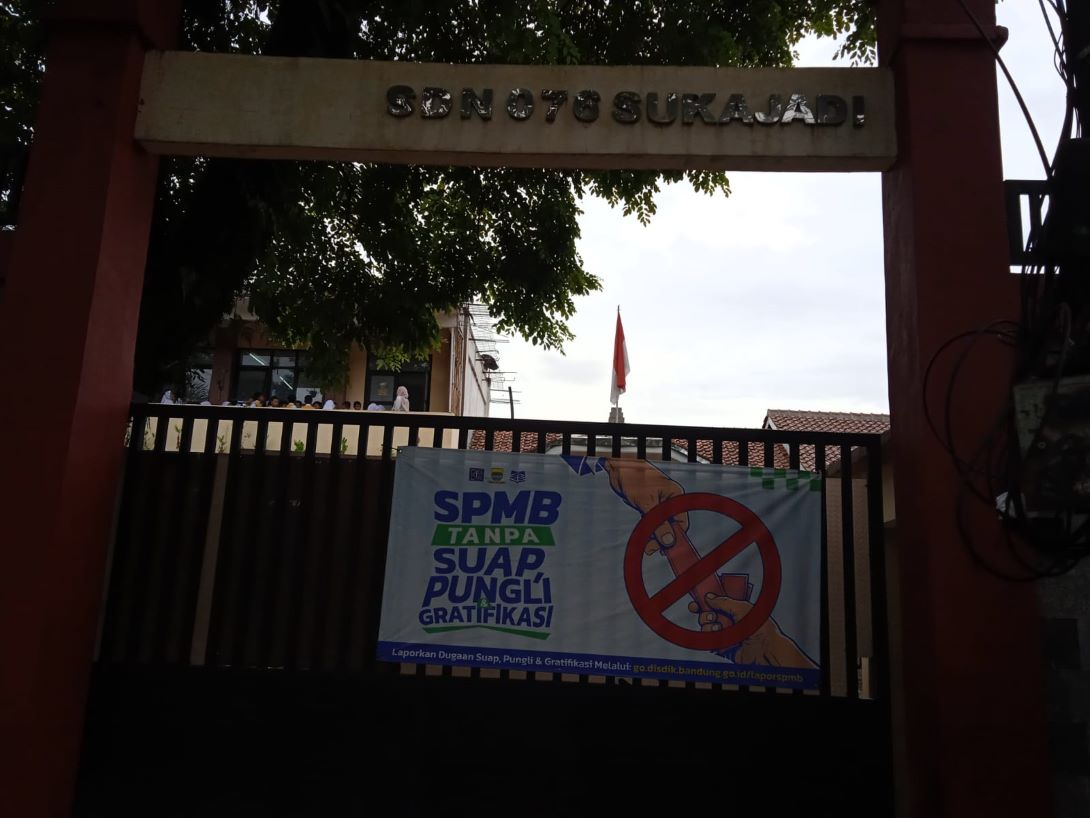 SDN 076 SUKAJADI
SPMB
TANPA
SUAP,
PUNGLI
&
GRATIFIKASI
Laporkan Dugaan Suap, Pungli & Gratifikasi Melalui: go.disdik.bandung.go.id/laporspmb